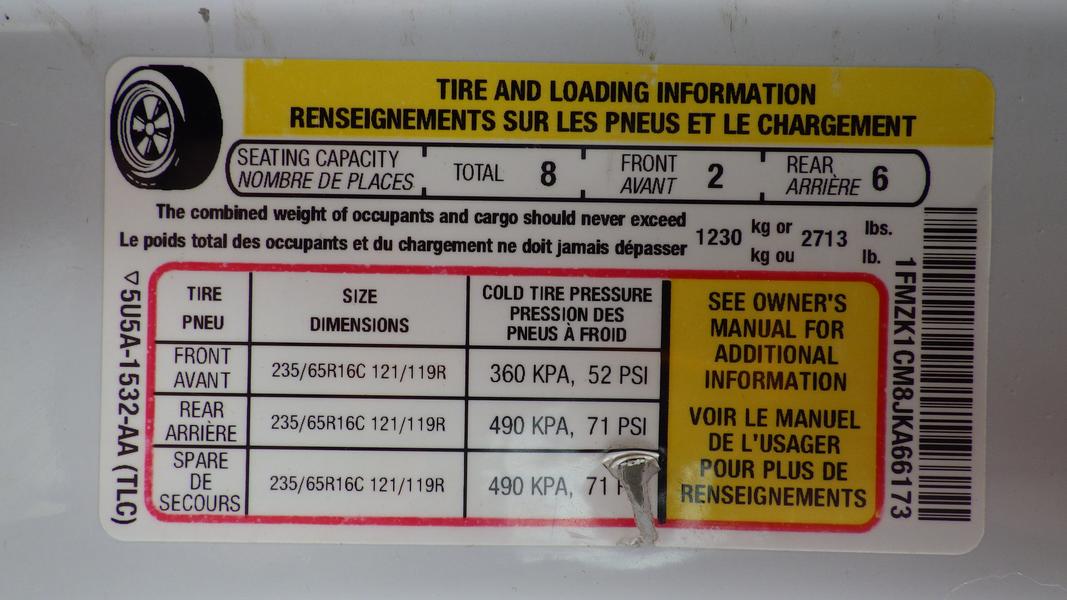 TIRE AND LOADING INFORMATION
RENSEIGNEMENTS SUR LES PNEUS ET LE CHARGEMENT
SEATING CAPACITY
NOMBRE DE PLACES
TOTAL 8
FRONT
AVANT 2
REAR
ARRIÈRE 6
The combined weight of occupants and cargo should never exceed
Le poids total des occupants et du chargement ne doit jamais dépasser
1230 kg or 2713 lbs.
kg ou lb.
TIRE
PNEU
SIZE
DIMENSIONS
COLD TIRE PRESSURE
PRESSION DES
PNEUS À FROID
FRONT
AVANT
235/65R16C 121/119R
360 KPA, 52 PSI
REAR
ARRIÈRE
235/65R16C 121/119R
490 KPA, 71 PSI
SPARE
DE
SECOURS
235/65R16C 121/119R
490 KPA, 71
SEE OWNER'S
MANUAL FOR
ADDITIONAL
INFORMATION
VOIR LE MANUEL
DE L'USAGER
POUR PLUS DE
RENSEIGNEMENTS
5U5A-1532-AA (TLC)
1FMZK1CM8JKA66173